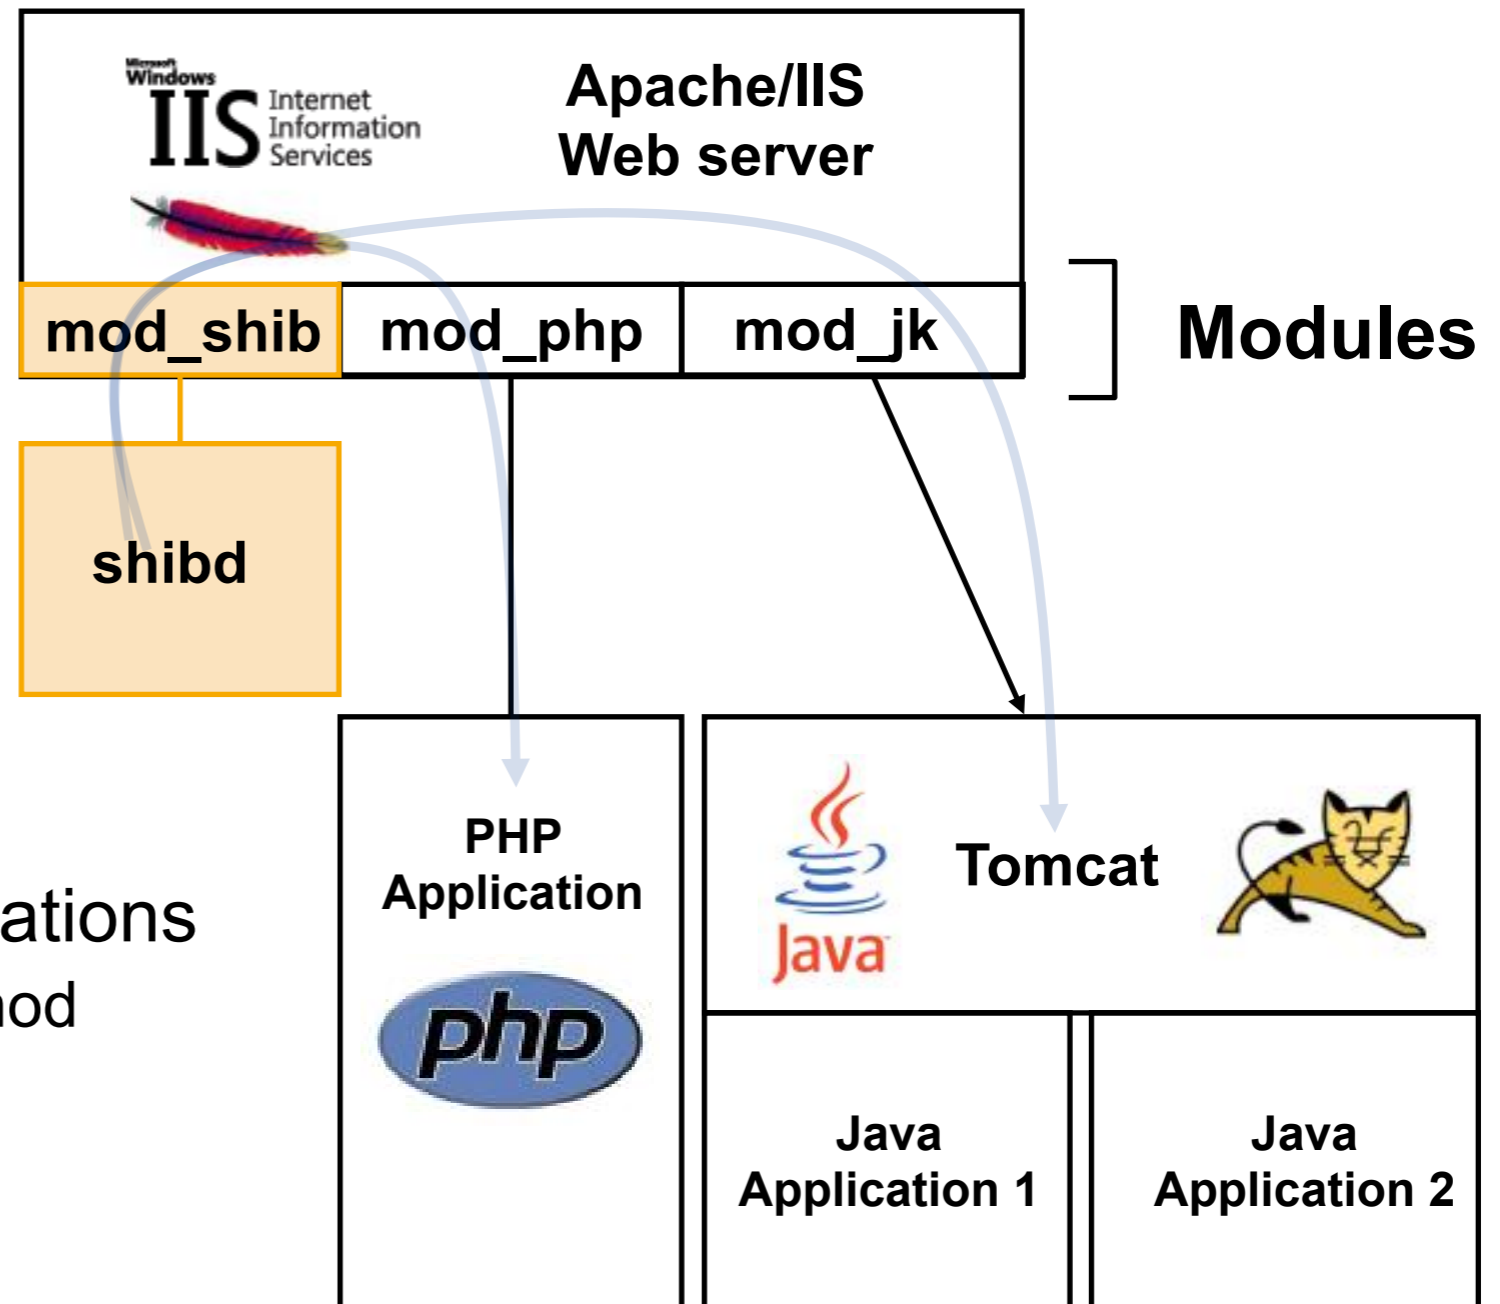 Microsoft
Windows
IIS
Internet
Information
Services
Apache/IIS
Web server
mod_shib
mod_php
mod_jk
Modules
shibd
ations
PHP
Application
php
Java
Tomcat
Java
Application 1
Java
Application 2